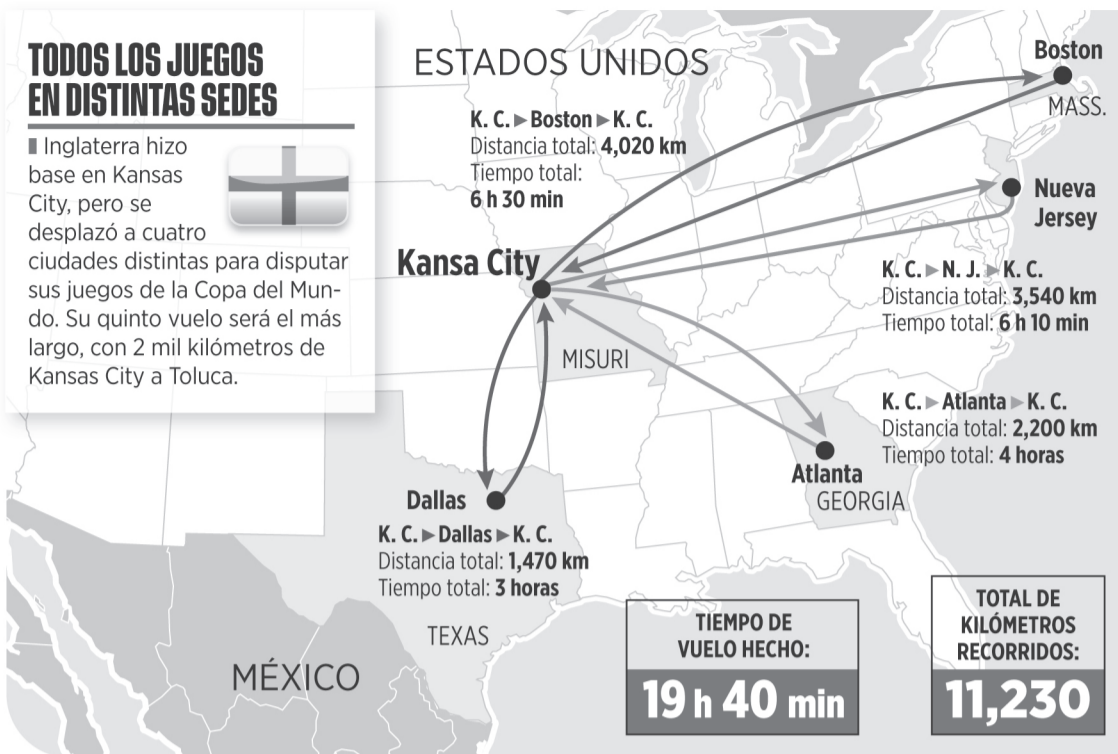 TODOS LOS JUEGOS
EN DISTINTAS SEDES
Inglaterra hizo
base en Kansas
City, pero se
desplazó a cuatro
ciudades distintas para disputar
sus juegos de la Copa del Mun-
do. Su quinto vuelo será el más
largo, con 2 mil kilómetros de
Kansas City a Toluca.
ESTADOS UNIDOS
K. C. ▶ Boston ▶ K. C.
Distancia total: 4,020 km
Tiempo total:
6 h 30 min
Boston
MASS.
Nueva
Jersey
K. C. ▶ N. J. ▶ K. C.
Distancia total: 3,540 km
Tiempo total: 6 h 10 min
Kansa City
MISURI
K. C. ▶ Atlanta ▶ K. C.
Distancia total: 2,200 km
Tiempo total: 4 horas
Atlanta
GEORGIA
Dallas
K. C. ▶ Dallas ▶ K. C.
Distancia total: 1,470 km
Tiempo total: 3 horas
TEXAS
MÉXICO
TIEMPO DE
VUELO HECHO:
19 h 40 min
TOTAL DE
KILÓMETROS
RECORRIDOS:
11,230